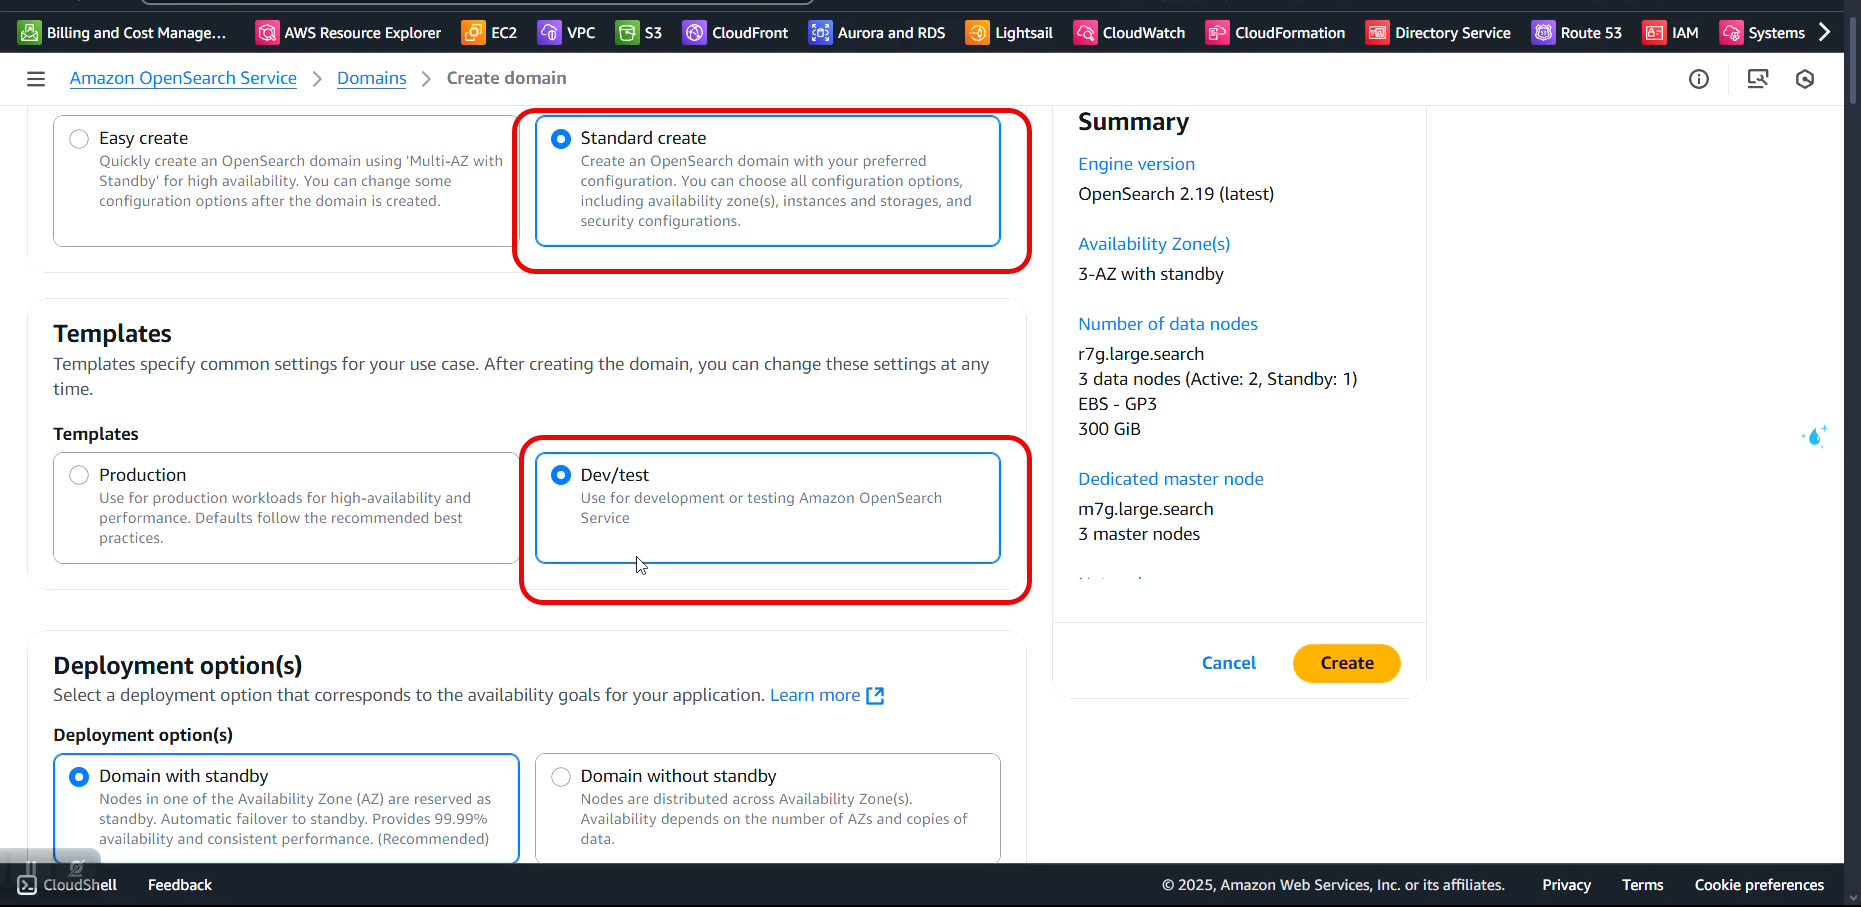 Billing and Cost Manage...
AWS Resource Explorer
EC2
VPC
S3
CloudFront
Aurora and RDS
Lightsail
CloudWatch
CloudFormation
Directory Service
Route 53
IAM
Systems
Amazon OpenSearch Service
Domains
Create domain
Easy create
Quickly create an OpenSearch domain using 'Multi-AZ with
Standby' for high availability. You can change some
configuration options after the domain is created.
Standard create
Create an OpenSearch domain with your preferred
configuration. You can choose all configuration options,
including availability zone(s), instances and storages, and
security configurations.
Templates
Templates specify common settings for your use case. After creating the domain, you can change these settings at any
time.
Templates
Production
Use for production workloads for high-availability and
performance. Defaults follow the recommended best
practices.
Dev/test
Use for development or testing Amazon OpenSearch
Service
Deployment option(s)
Select a deployment option that corresponds to the availability goals for your application. Learn more
Deployment option(s)
Domain with standby
Nodes in one of the Availability Zone (AZ) are reserved as
standby. Automatic failover to standby. Provides 99.99%
availability and consistent performance. (Recommended)
Domain without standby
Nodes are distributed across Availability Zone(s).
Availability depends on the number of AZs and copies of
data.
Summary
Engine version
OpenSearch 2.19 (latest)
Availability Zone(s)
3-AZ with standby
Number of data nodes
r7g.large.search
3 data nodes (Active: 2, Standby: 1)
EBS - GP3
300 GiB
Dedicated master node
m7g.large.search
3 master nodes
Cancel
Create
CloudShell
Feedback
© 2025, Amazon Web Services, Inc. or its affiliates.
Privacy
Terms
Cookie preferences